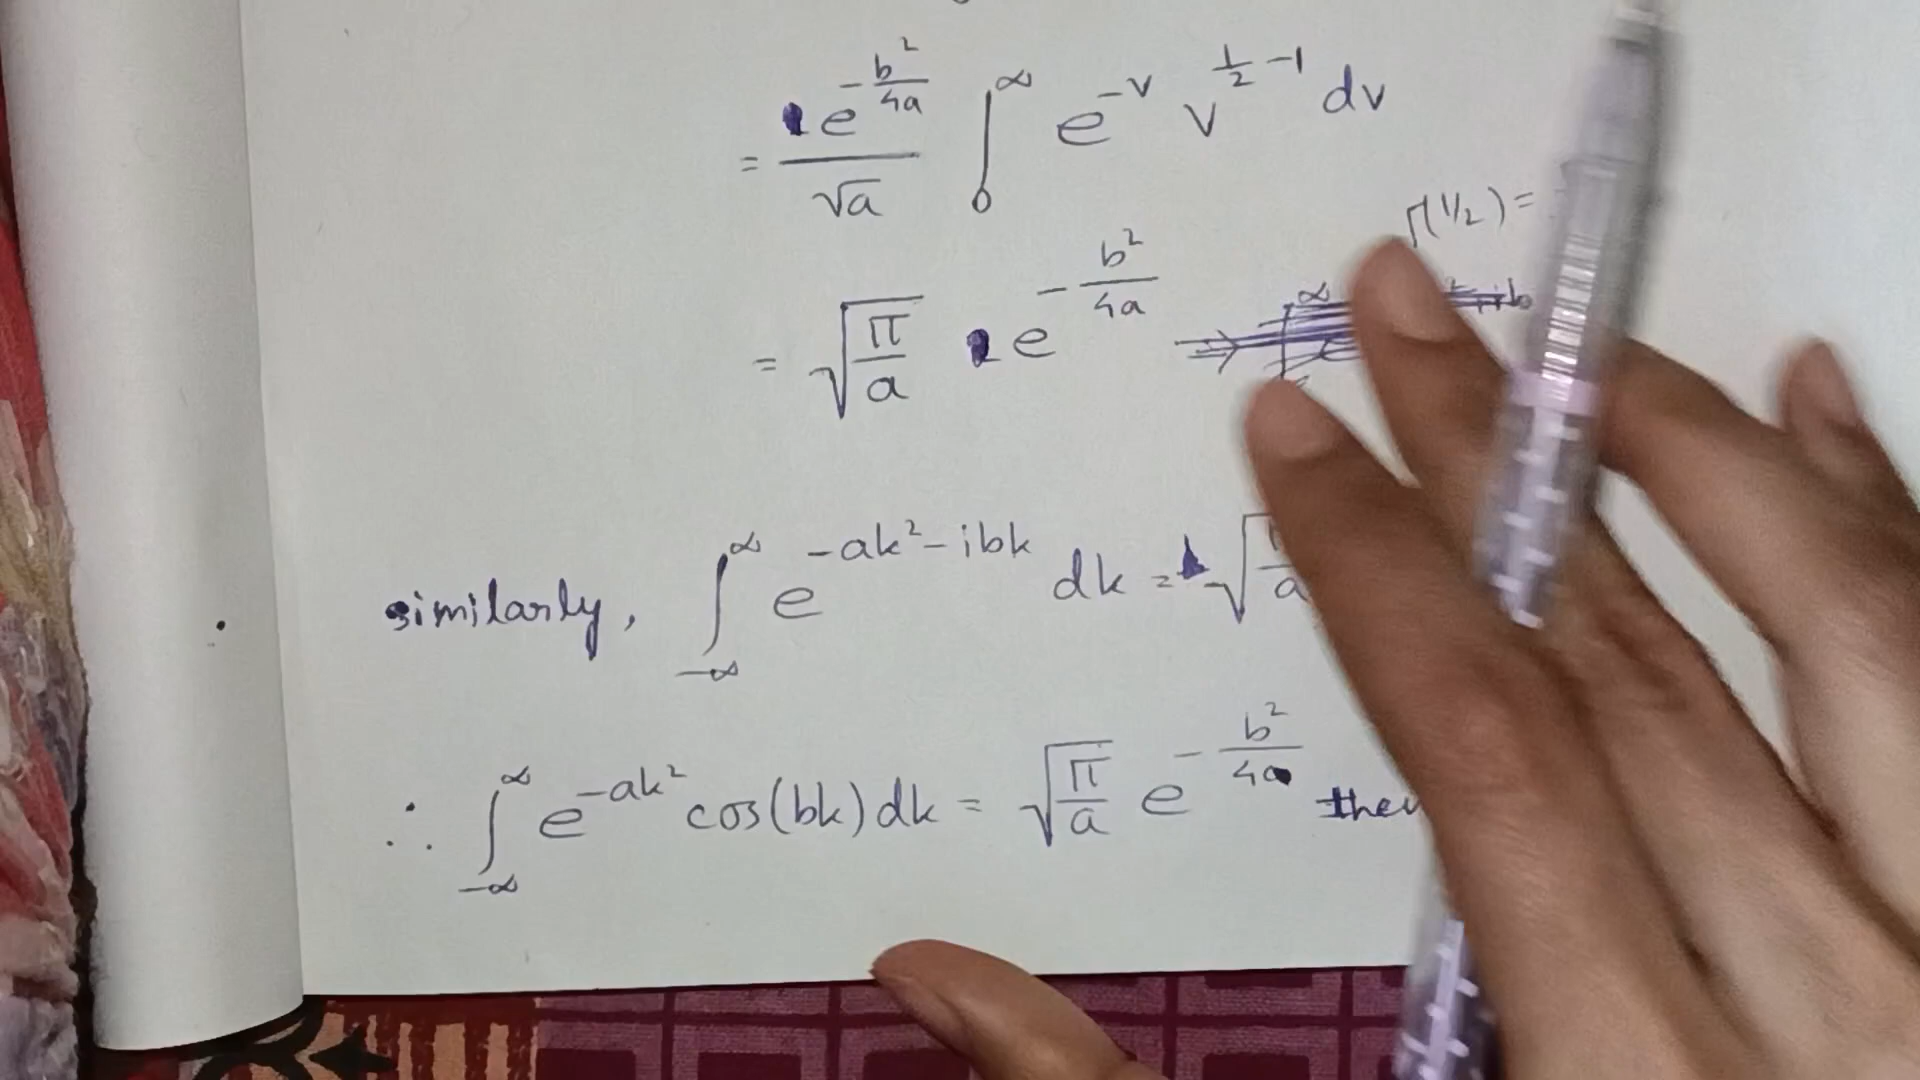 = e^{-b²/4a} / √a ∫₀^∞ e^{-v} v^{1/2 - 1} dv
Γ(1/2) =
= √(π/a) e^{-b²/4a}
similarly, ∫_{-∞}^{∞} e^{-ak²-ibk} dk =
∴ ∫_{-∞}^{∞} e^{-ak²} cos(bk) dk = √(π/a) e^{-b²/4a}